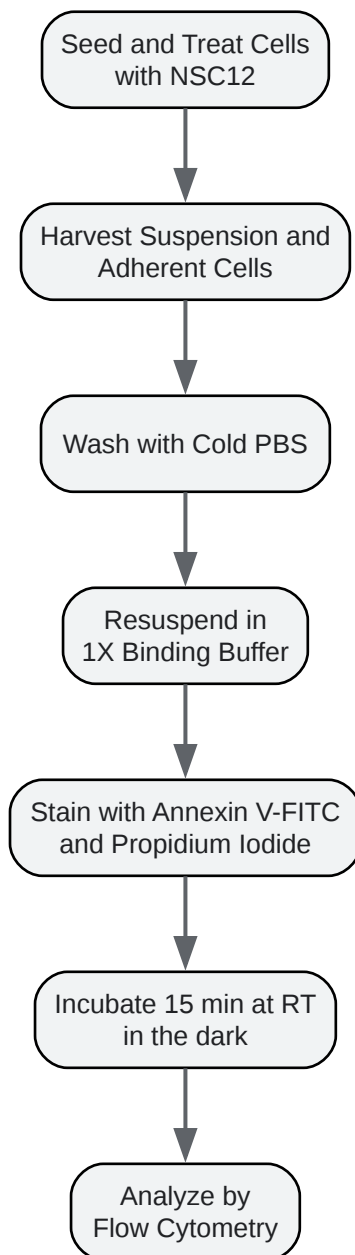 Seed and Treat Cells
with NSC12
Harvest Suspension and
Adherent Cells
Wash with Cold PBS
Resuspend in
1X Binding Buffer
Stain with Annexin V-FITC
and Propidium Iodide
Incubate 15 min at RT
in the dark
Analyze by
Flow Cytometry